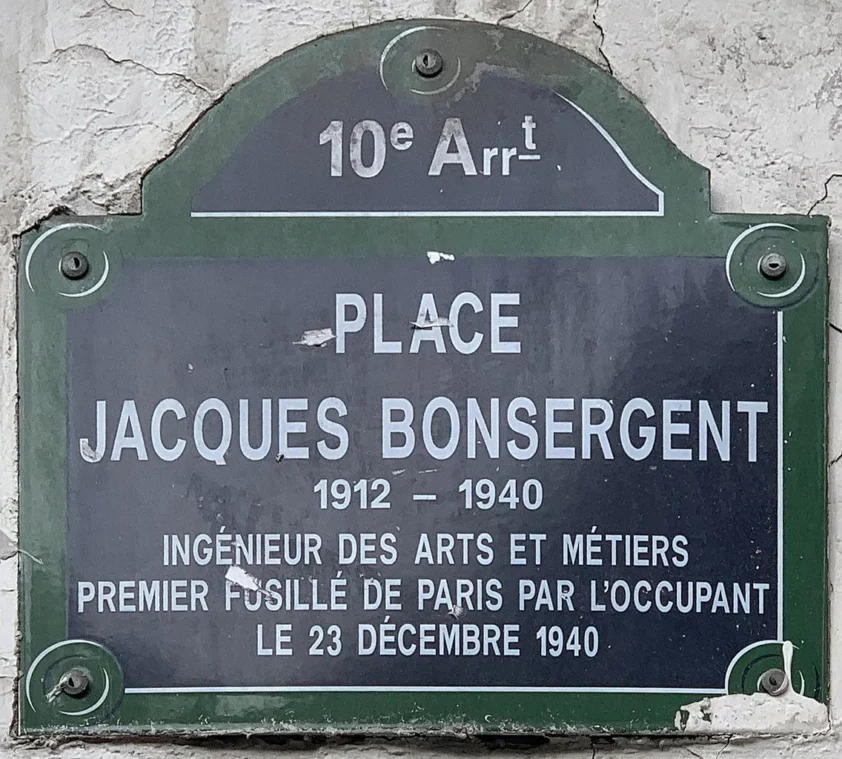 10e Arrt
PLACE
JACQUES BONSERGENT
1912 – 1940
INGÉNIEUR DES ARTS ET MÉTIERS
PREMIER FUSILLÉ DE PARIS PAR L'OCCUPANT
LE 23 DÉCEMBRE 1940